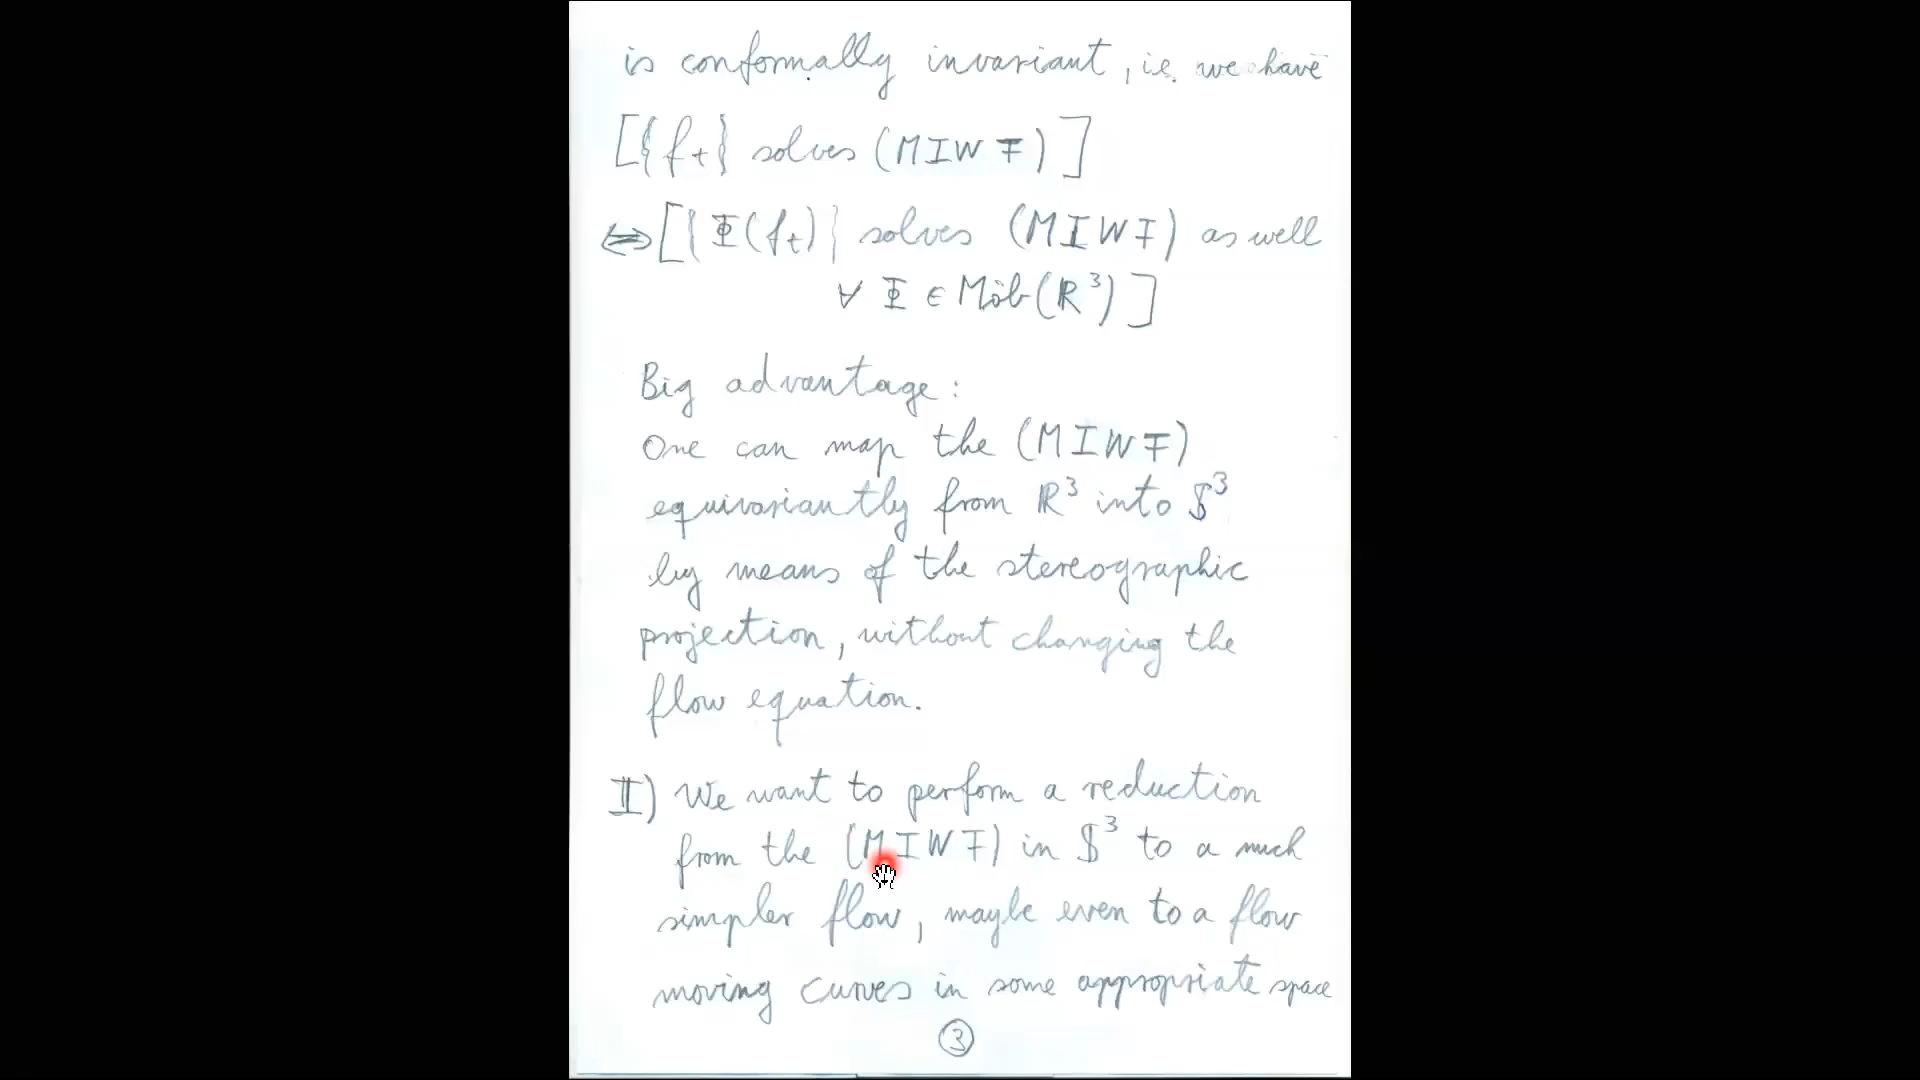 is conformally invariant, i.e. we have
[{f_t} solves (MIWF)]
⇔ [{Φ(f_t)} solves (MIWF) as well
∀ Φ ∈ Möb(ℝ³)]
Big advantage:
One can map the (MIWF)
equivariantly from ℝ³ into 𝕊³
by means of the stereographic
projection, without changing the
flow equation.
II) We want to perform a reduction
from the (MIWF) in 𝕊³ to a much
simpler flow, maybe even to a flow
moving curves in some appropriate space
③